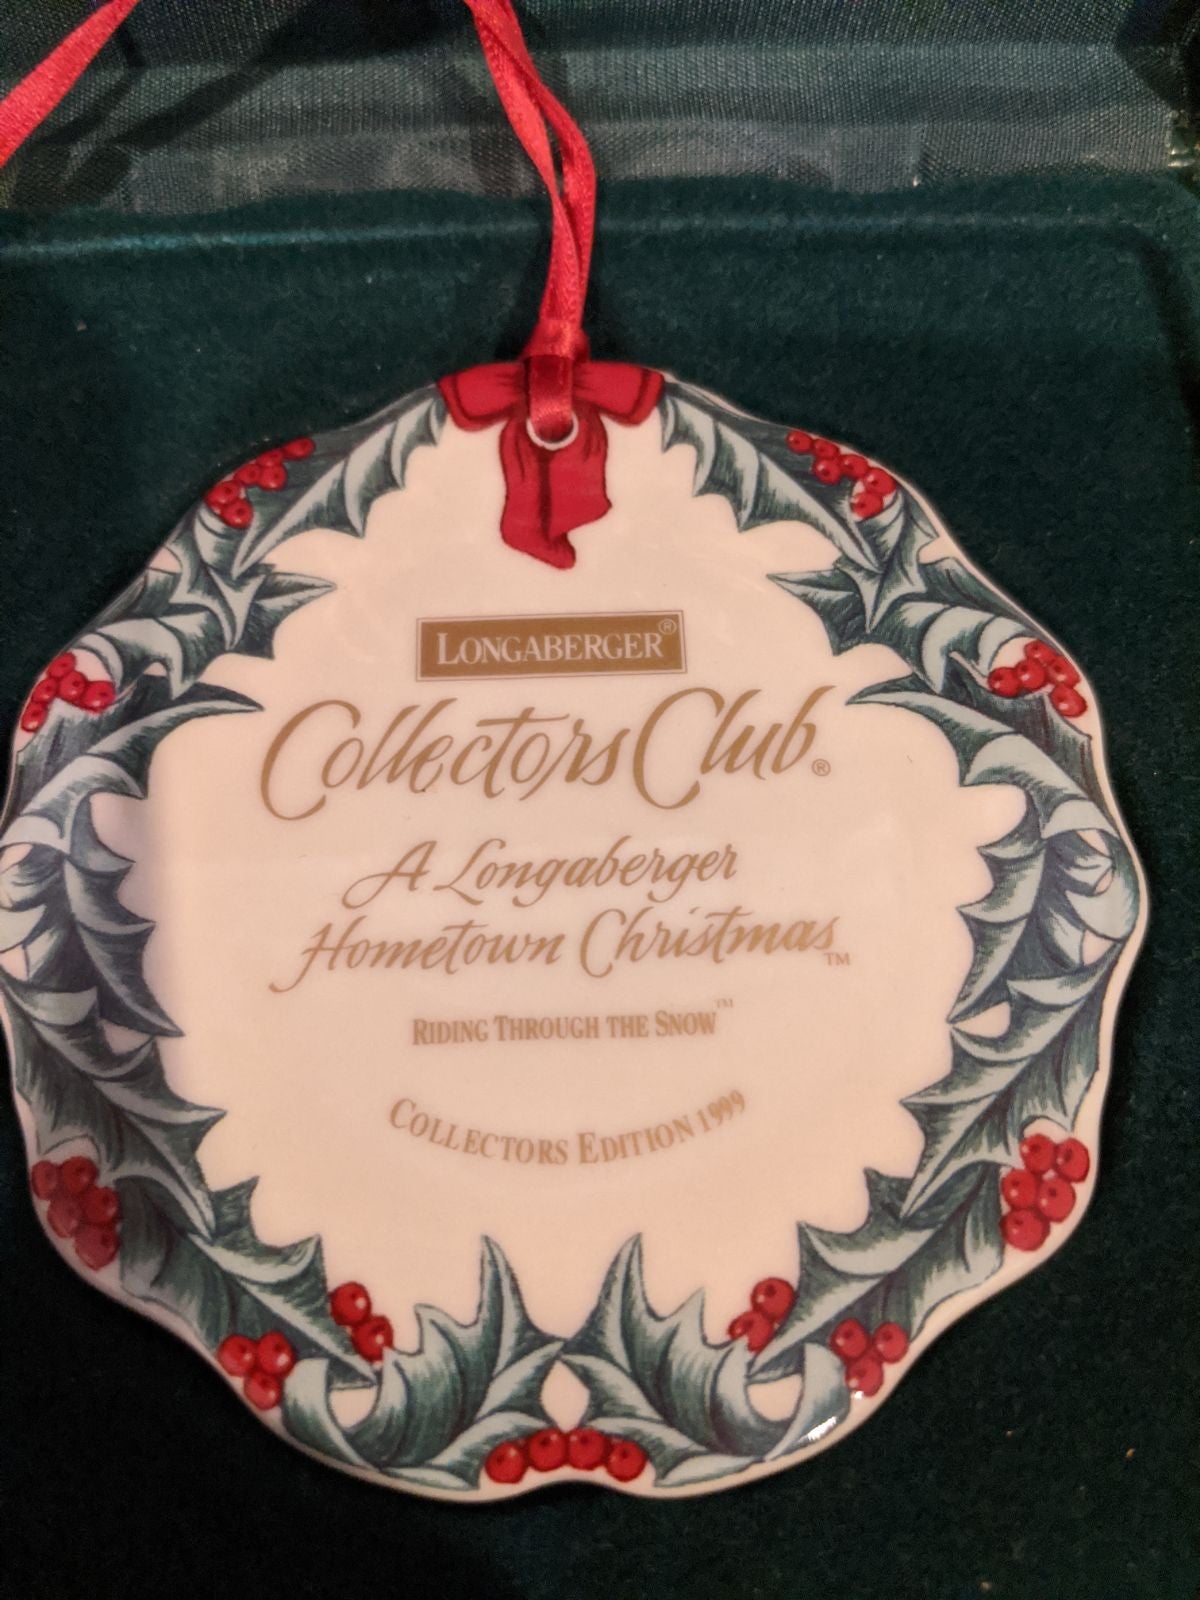 LONGABERGER®
Collectors Club®
A Longaberger
Hometown Christmas™
RIDING THROUGH THE SNOW™
COLLECTORS EDITION 1999